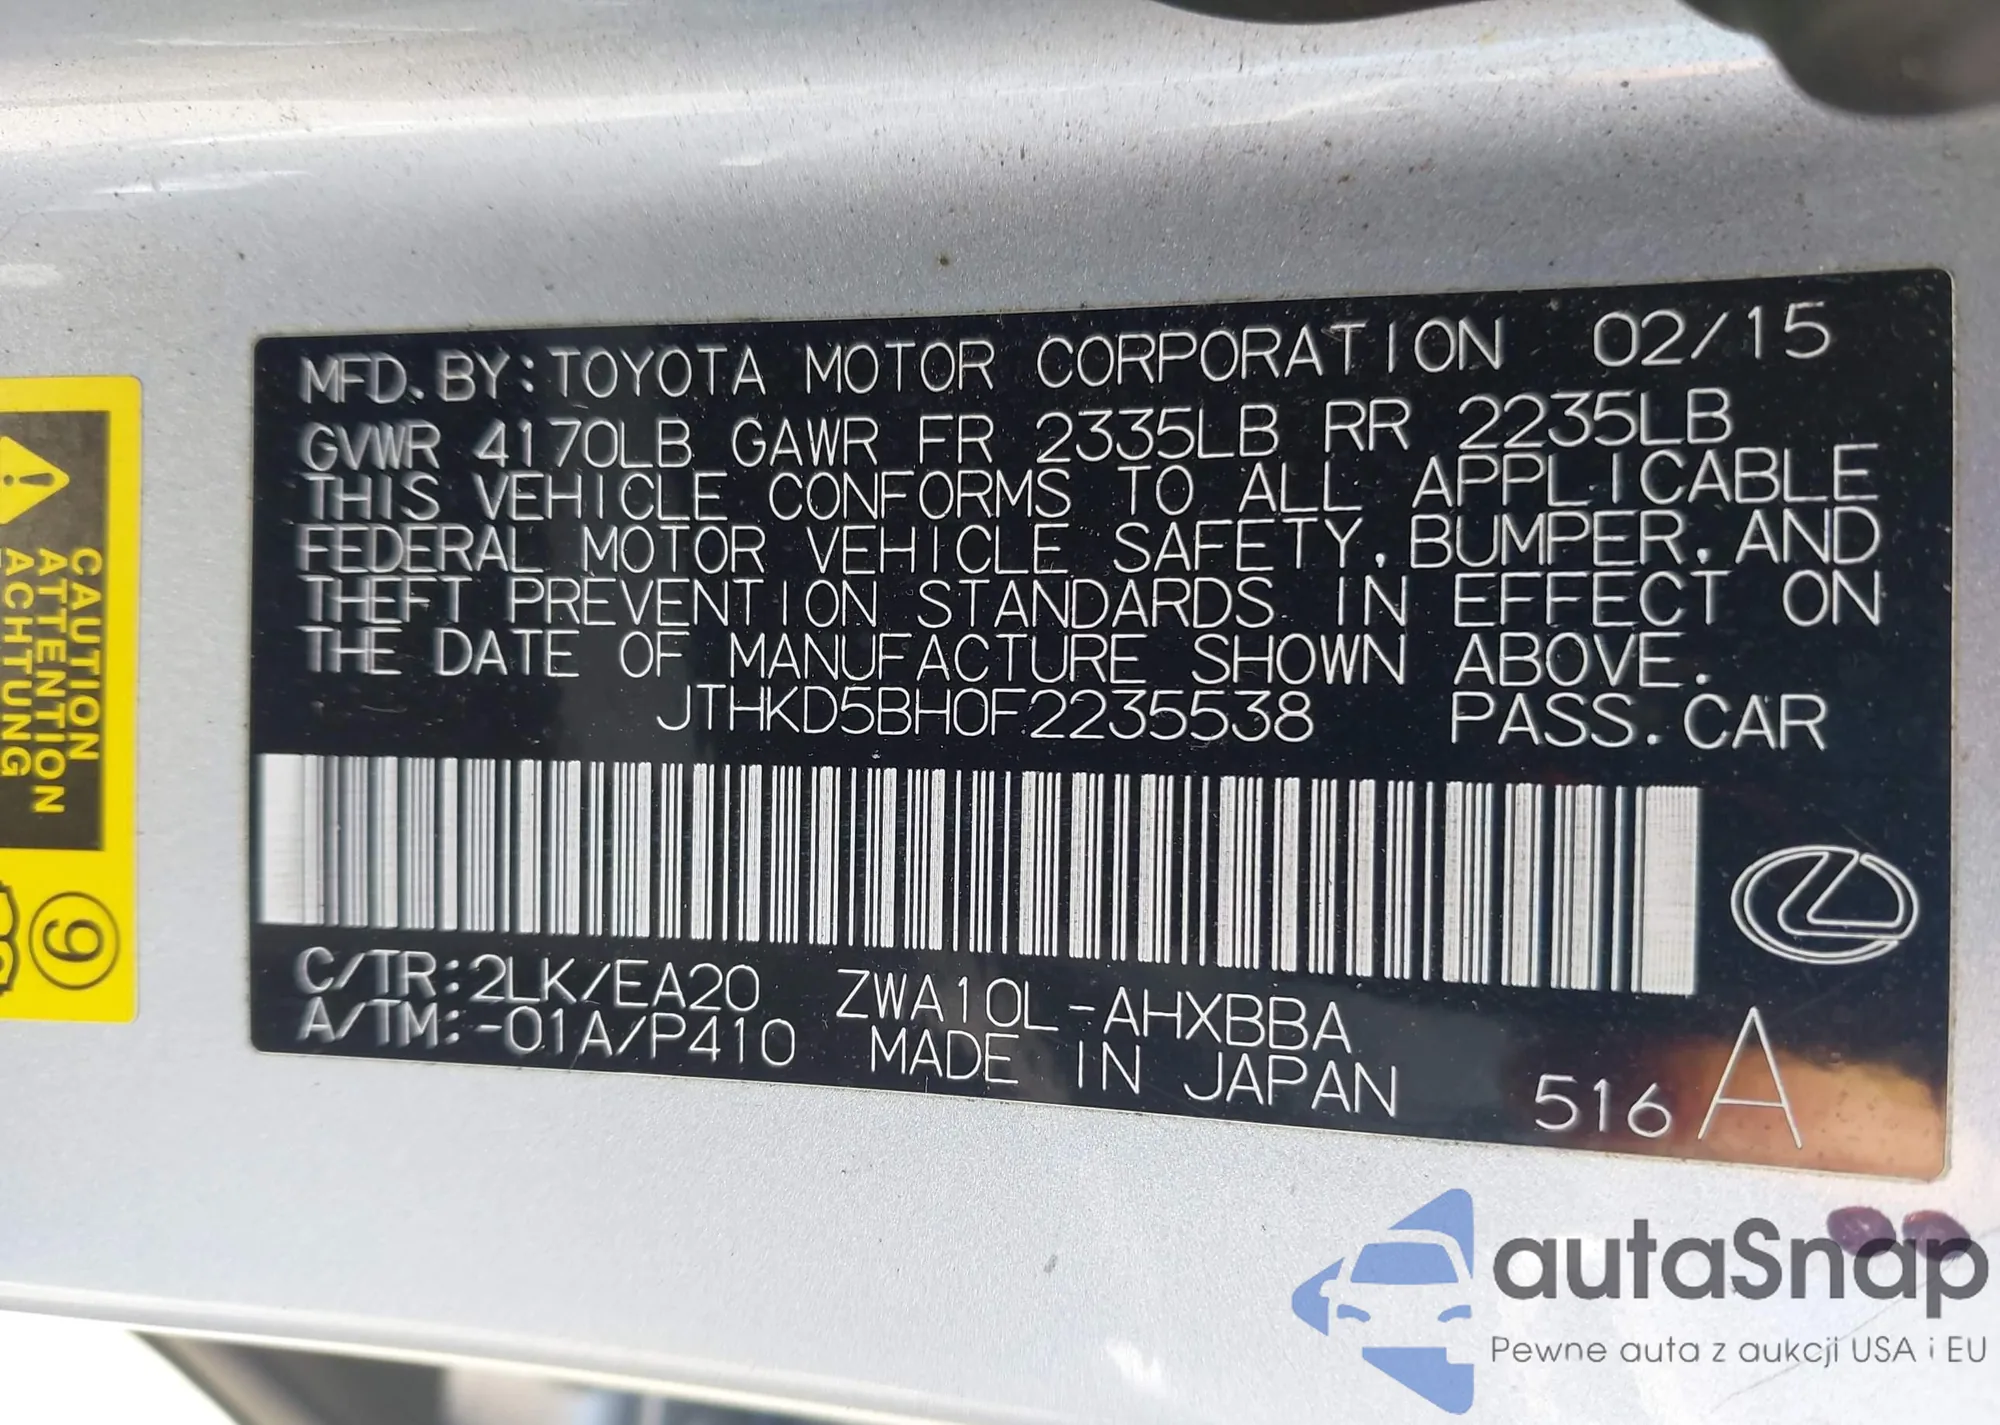 MFD. BY: TOYOTA MOTOR CORPORATION 02/15
GVWR 4170LB GAWR FR 2335LB RR 2235LB
THIS VEHICLE CONFORMS TO ALL APPLICABLE
FEDERAL MOTOR VEHICLE SAFETY, BUMPER, AND
THEFT PREVENTION STANDARDS IN EFFECT ON
THE DATE OF MANUFACTURE SHOWN ABOVE.
JTHKD5BH0F2235538 PASS. CAR
C/TR: 2LK/EA20 ZWA10L-AHXBBA
A/TM: -01A/P410 MADE IN JAPAN
516 A
CAUTION
ATTENTION
ACHTUNG
9
autaSnap
Pewne auta z aukcji USA i EU